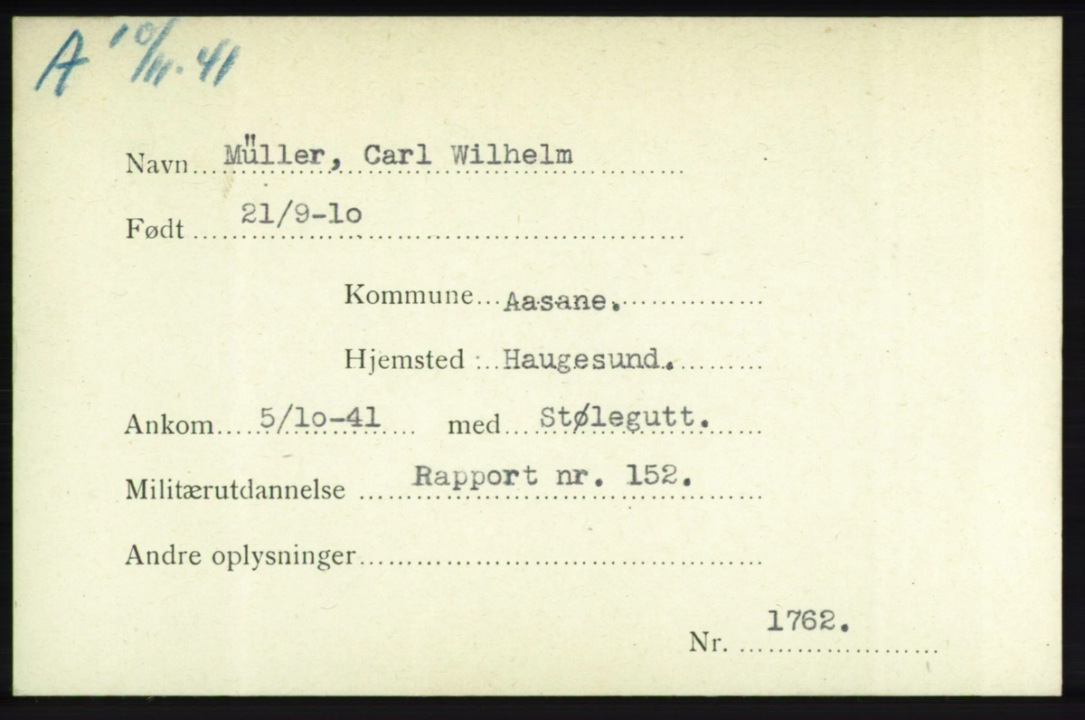 A 10/11.41
Navn... Müller, Carl Wilhelm
Født ... 21/9-1o
Kommune... Aasane.
Hjemsted :.. Haugesund.
Ankom.... 5/1o-41 med... Stølegutt.
Militærutdannelse ... Rapport nr. 152.
Andre oplysninger...
Nr. 1762.